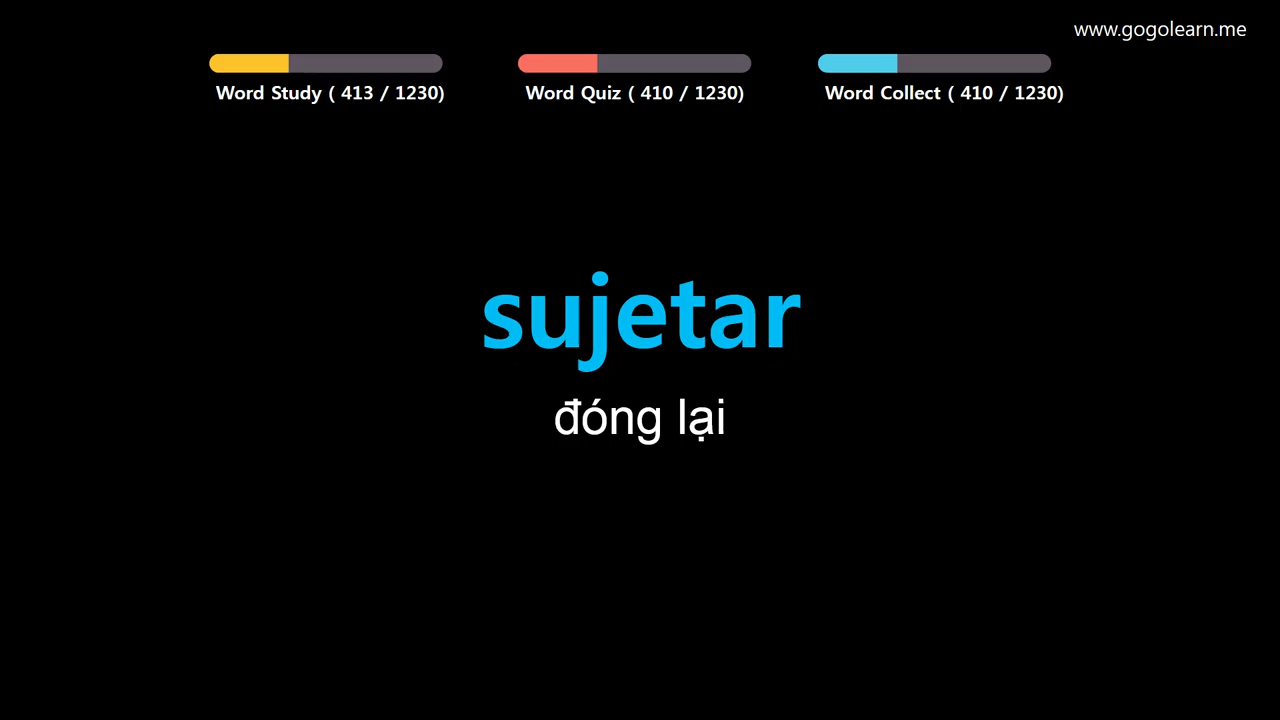 www.gogolearn.me
Word Study ( 413 / 1230)
Word Quiz ( 410 / 1230)
Word Collect ( 410 / 1230)
sujetar
đóng lại